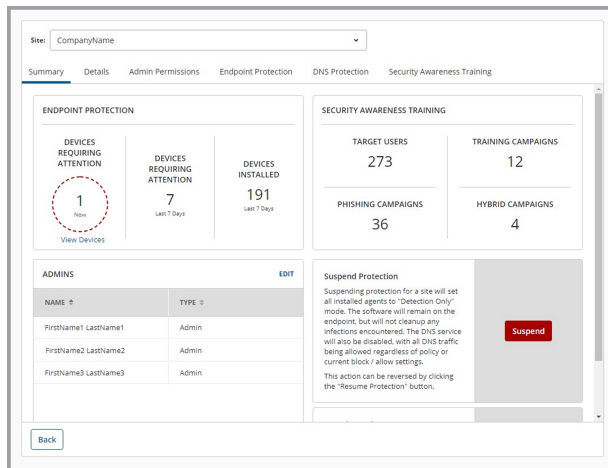 Site: CompanyName
Summary Details Admin Permissions Endpoint Protection DNS Protection Security Awareness Training
ENDPOINT PROTECTION
DEVICES
REQUIRING
ATTENTION
1
Now
View Devices
DEVICES
REQUIRING
ATTENTION
7
Last 7 Days
DEVICES
INSTALLED
191
Last 7 Days
SECURITY AWARENESS TRAINING
TARGET USERS
273
TRAINING CAMPAIGNS
12
PHISHING CAMPAIGNS
36
HYBRID CAMPAIGNS
4
ADMINS EDIT
NAME TYPE
FirstName1 LastName1 Admin
FirstName2 LastName2 Admin
FirstName3 LastName3 Admin
Suspend Protection
Suspending protection for a site will set
all installed agents to "Detection Only"
mode. The software will remain on the
endpoint, but will not cleanup any
infections encountered. The DNS service
will also be disabled, with all DNS traffic
being allowed regardless of policy or
current block / allow settings.
This action can be reversed by clicking
the "Resume Protection" button.
Suspend
Back